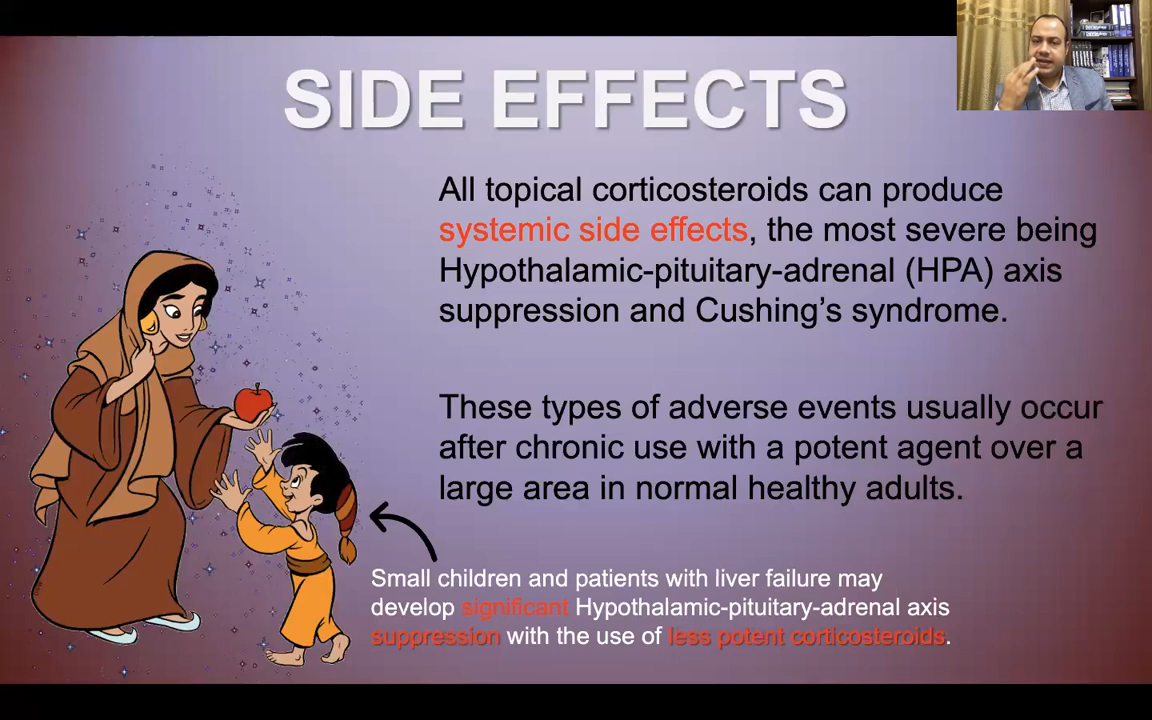 SIDE EFFECTS
All topical corticosteroids can produce
systemic side effects, the most severe being
Hypothalamic-pituitary-adrenal (HPA) axis
suppression and Cushing’s syndrome.
These types of adverse events usually occur
after chronic use with a potent agent over a
large area in normal healthy adults.
Small children and patients with liver failure may
develop significant Hypothalamic-pituitary-adrenal axis
suppression with the use of less potent corticosteroids.